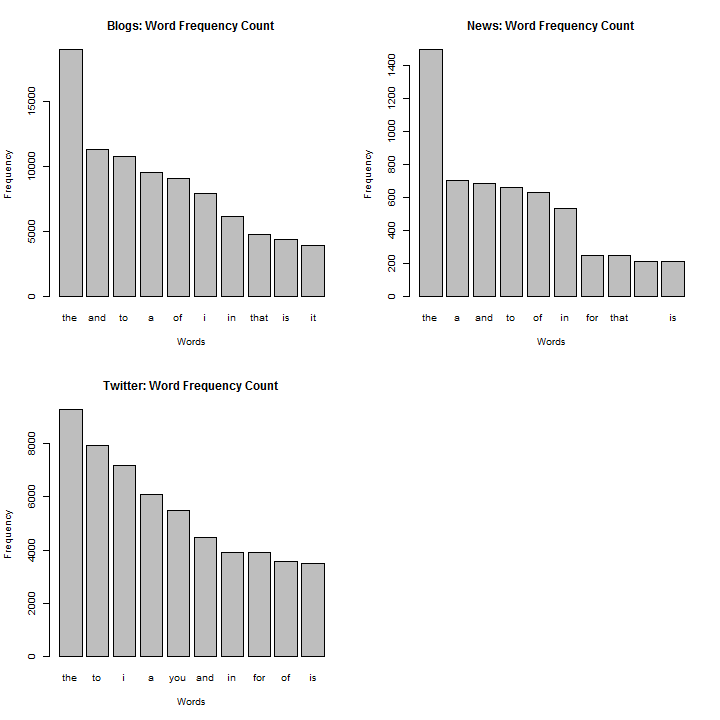 Blogs: Word Frequency Count
Frequency
15000
10000
5000
0
the and to a of i in that is it
Words
News: Word Frequency Count
Frequency
1400
1200
1000
800
600
400
200
0
the a and to of in for that is
Words
Twitter: Word Frequency Count
Frequency
8000
6000
4000
2000
0
the to i a you and in for of is
Words